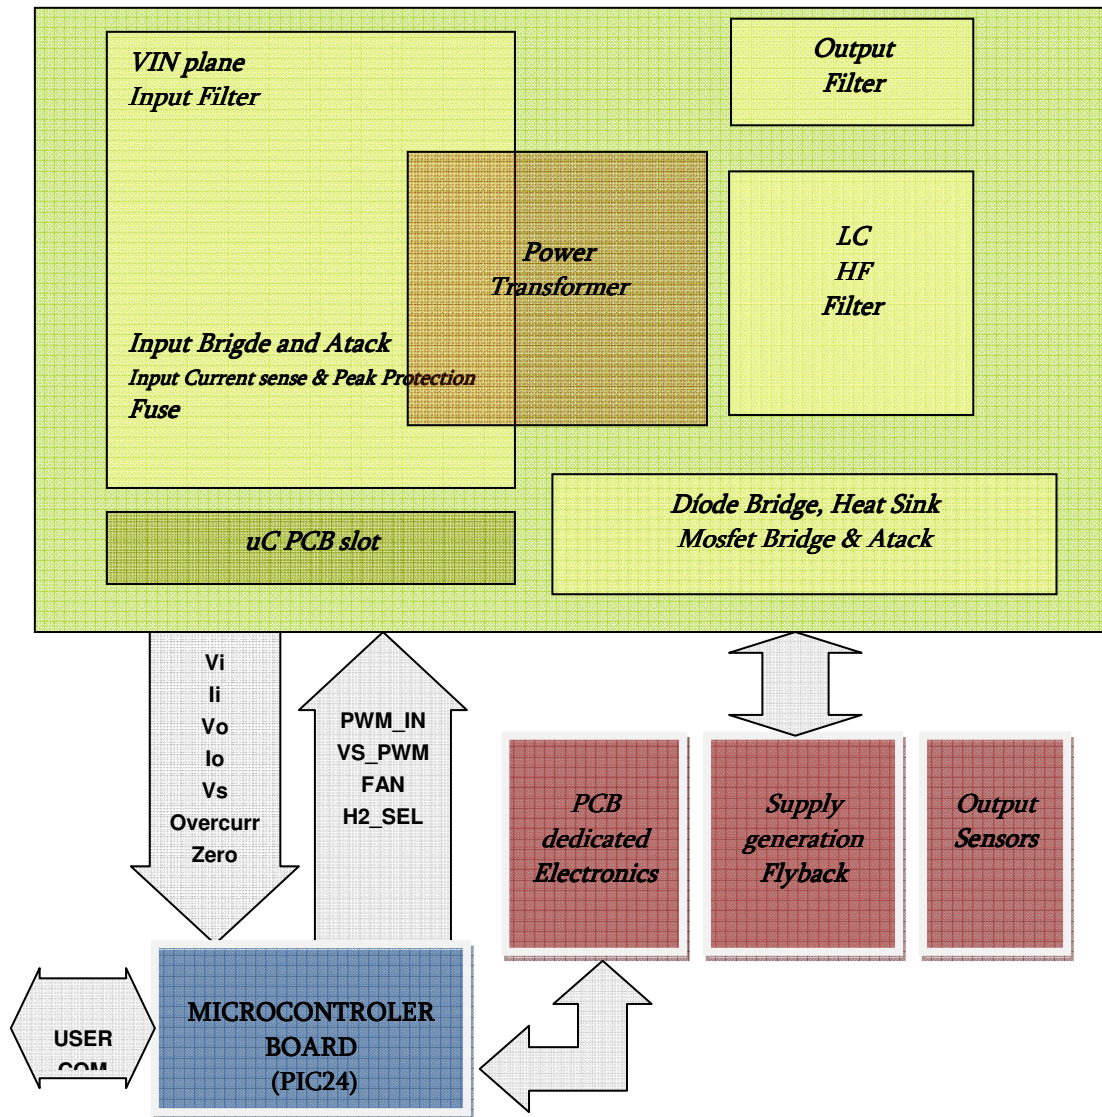 VIN plane
Input Filter
Output
Filter
Power
Transformer
LC
HF
Filter
Input Brigde and Atack
Input Current sense & Peak Protection
Fuse
uC PCB slot
Díode Bridge, Heat Sink
Mosfet Bridge & Atack
Vi
Ii
Vo
Io
Vs
Overcurr
Zero
PWM_IN
VS_PWM
FAN
H2_SEL
PCB
dedicated
Electronics
Supply
generation
Flyback
Output
Sensors
USER
COM
MICROCONTROLER
BOARD
(PIC24)